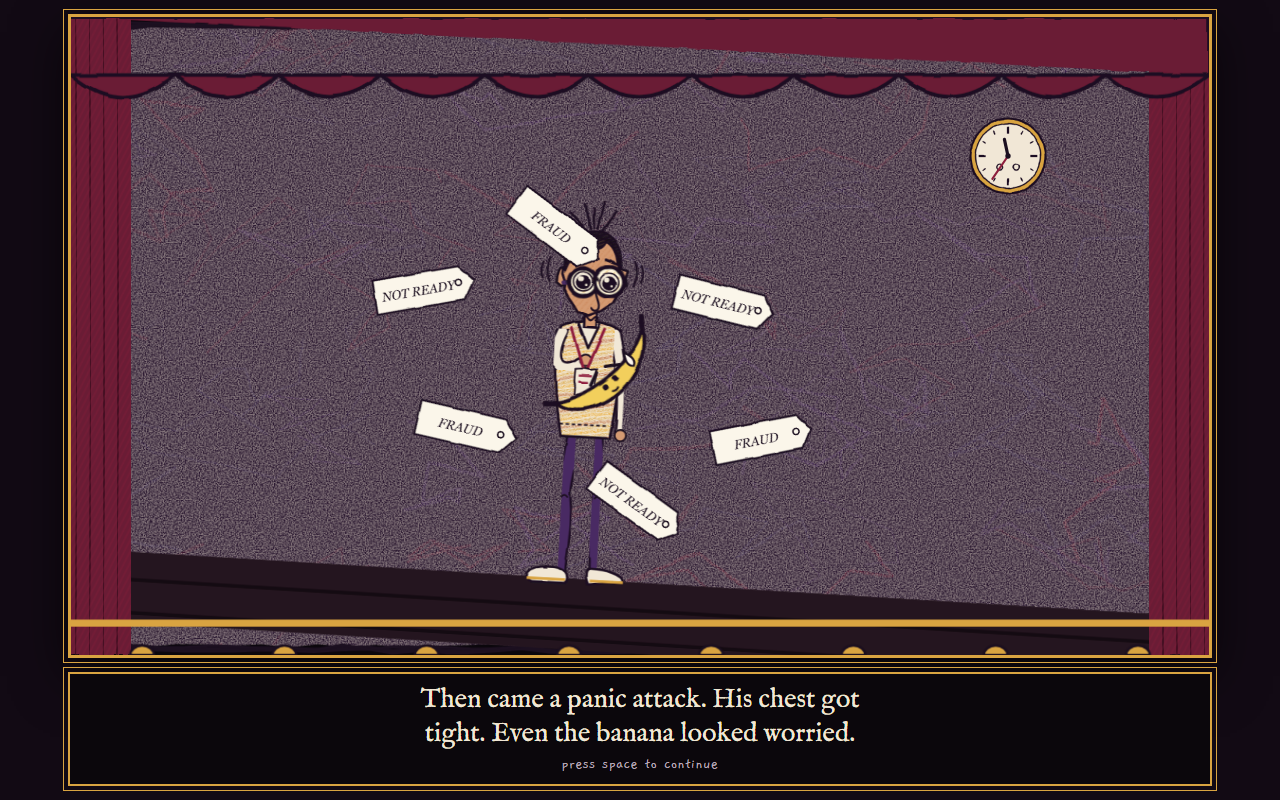 FRAUD
NOT READY
NOT READY
FRAUD
FRAUD
NOT READY
Then came a panic attack. His chest got
tight. Even the banana looked worried.
press space to continue